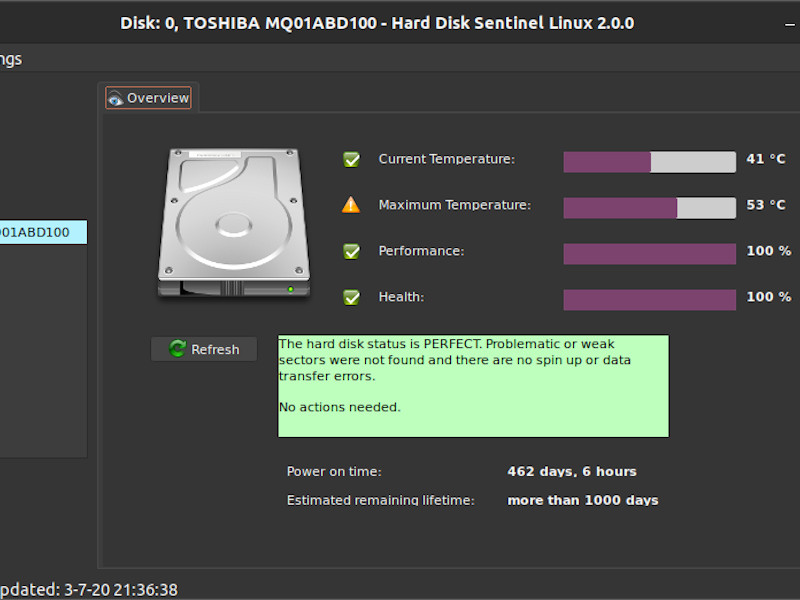 Disk: 0, TOSHIBA MQ01ABD100 - Hard Disk Sentinel Linux 2.0.0
ngs
Overview
Current Temperature: 41 °C
Maximum Temperature: 53 °C
01ABD100
Performance: 100 %
Health: 100 %
Refresh
The hard disk status is PERFECT. Problematic or weak
sectors were not found and there are no spin up or data
transfer errors.
No actions needed.
Power on time: 462 days, 6 hours
Estimated remaining lifetime: more than 1000 days
pdated: 3-7-20 21:36:38